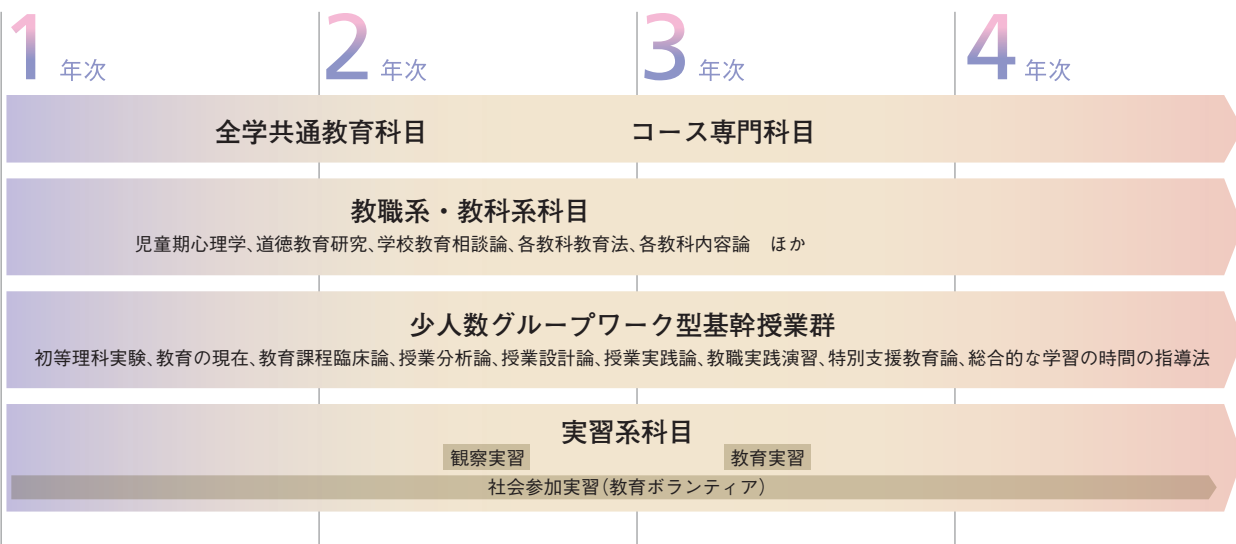 1年次 2年次 3年次 4年次
全学共通教育科目 コース専門科目
教職系・教科系科目
児童期心理学、道徳教育研究、学校教育相談論、各教科教育法、各教科内容論　ほか
少人数グループワーク型基幹授業群
初等理科実験、教育の現在、教育課程臨床論、授業分析論、授業設計論、授業実践論、教職実践演習、特別支援教育論、総合的な学習の時間の指導法
実習系科目
観察実習 教育実習
社会参加実習（教育ボランティア）